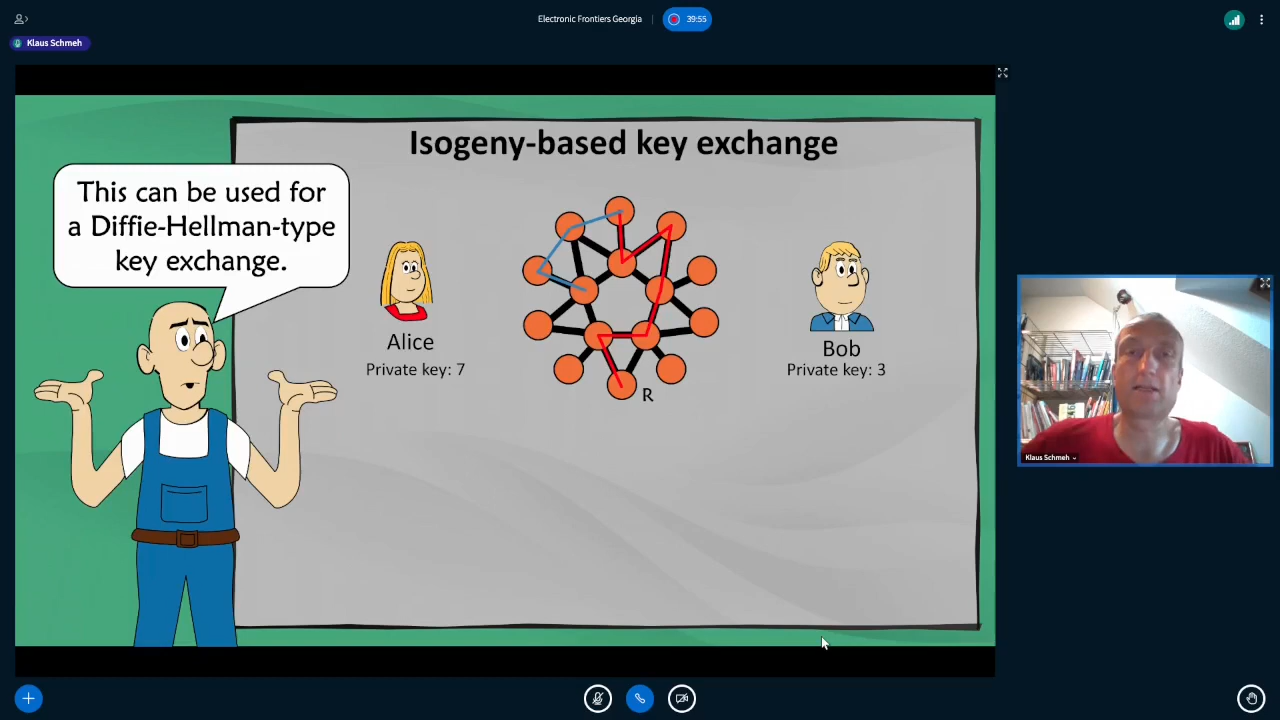 Electronic Frontiers Georgia
39:55
Klaus Schmeh
Isogeny-based key exchange
This can be used for
a Diffie-Hellman-type
key exchange.
Alice
Private key: 7
R
Bob
Private key: 3
Klaus Schmeh